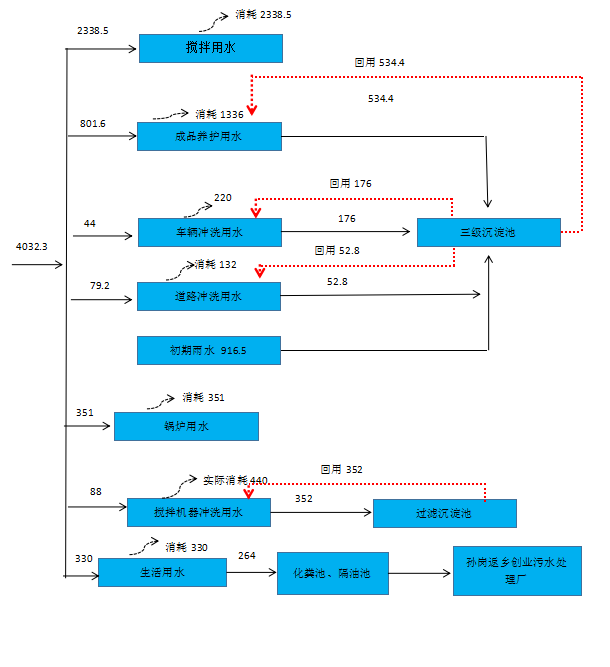 消耗 2338.5
2338.5
搅拌用水
回用 534.4
534.4
消耗 1336
801.6
成品养护用水
回用 176
220
44
176
车辆冲洗用水
三级沉淀池
4032.3
回用 52.8
消耗 132
79.2
52.8
道路冲洗用水
初期雨水 916.5
消耗 351
351
锅炉用水
回用 352
实际消耗 440
88
352
搅拌机器冲洗用水
过滤沉淀池
消耗 330
330
264
生活用水
化粪池、隔油池
孙岗返乡创业污水处
理厂